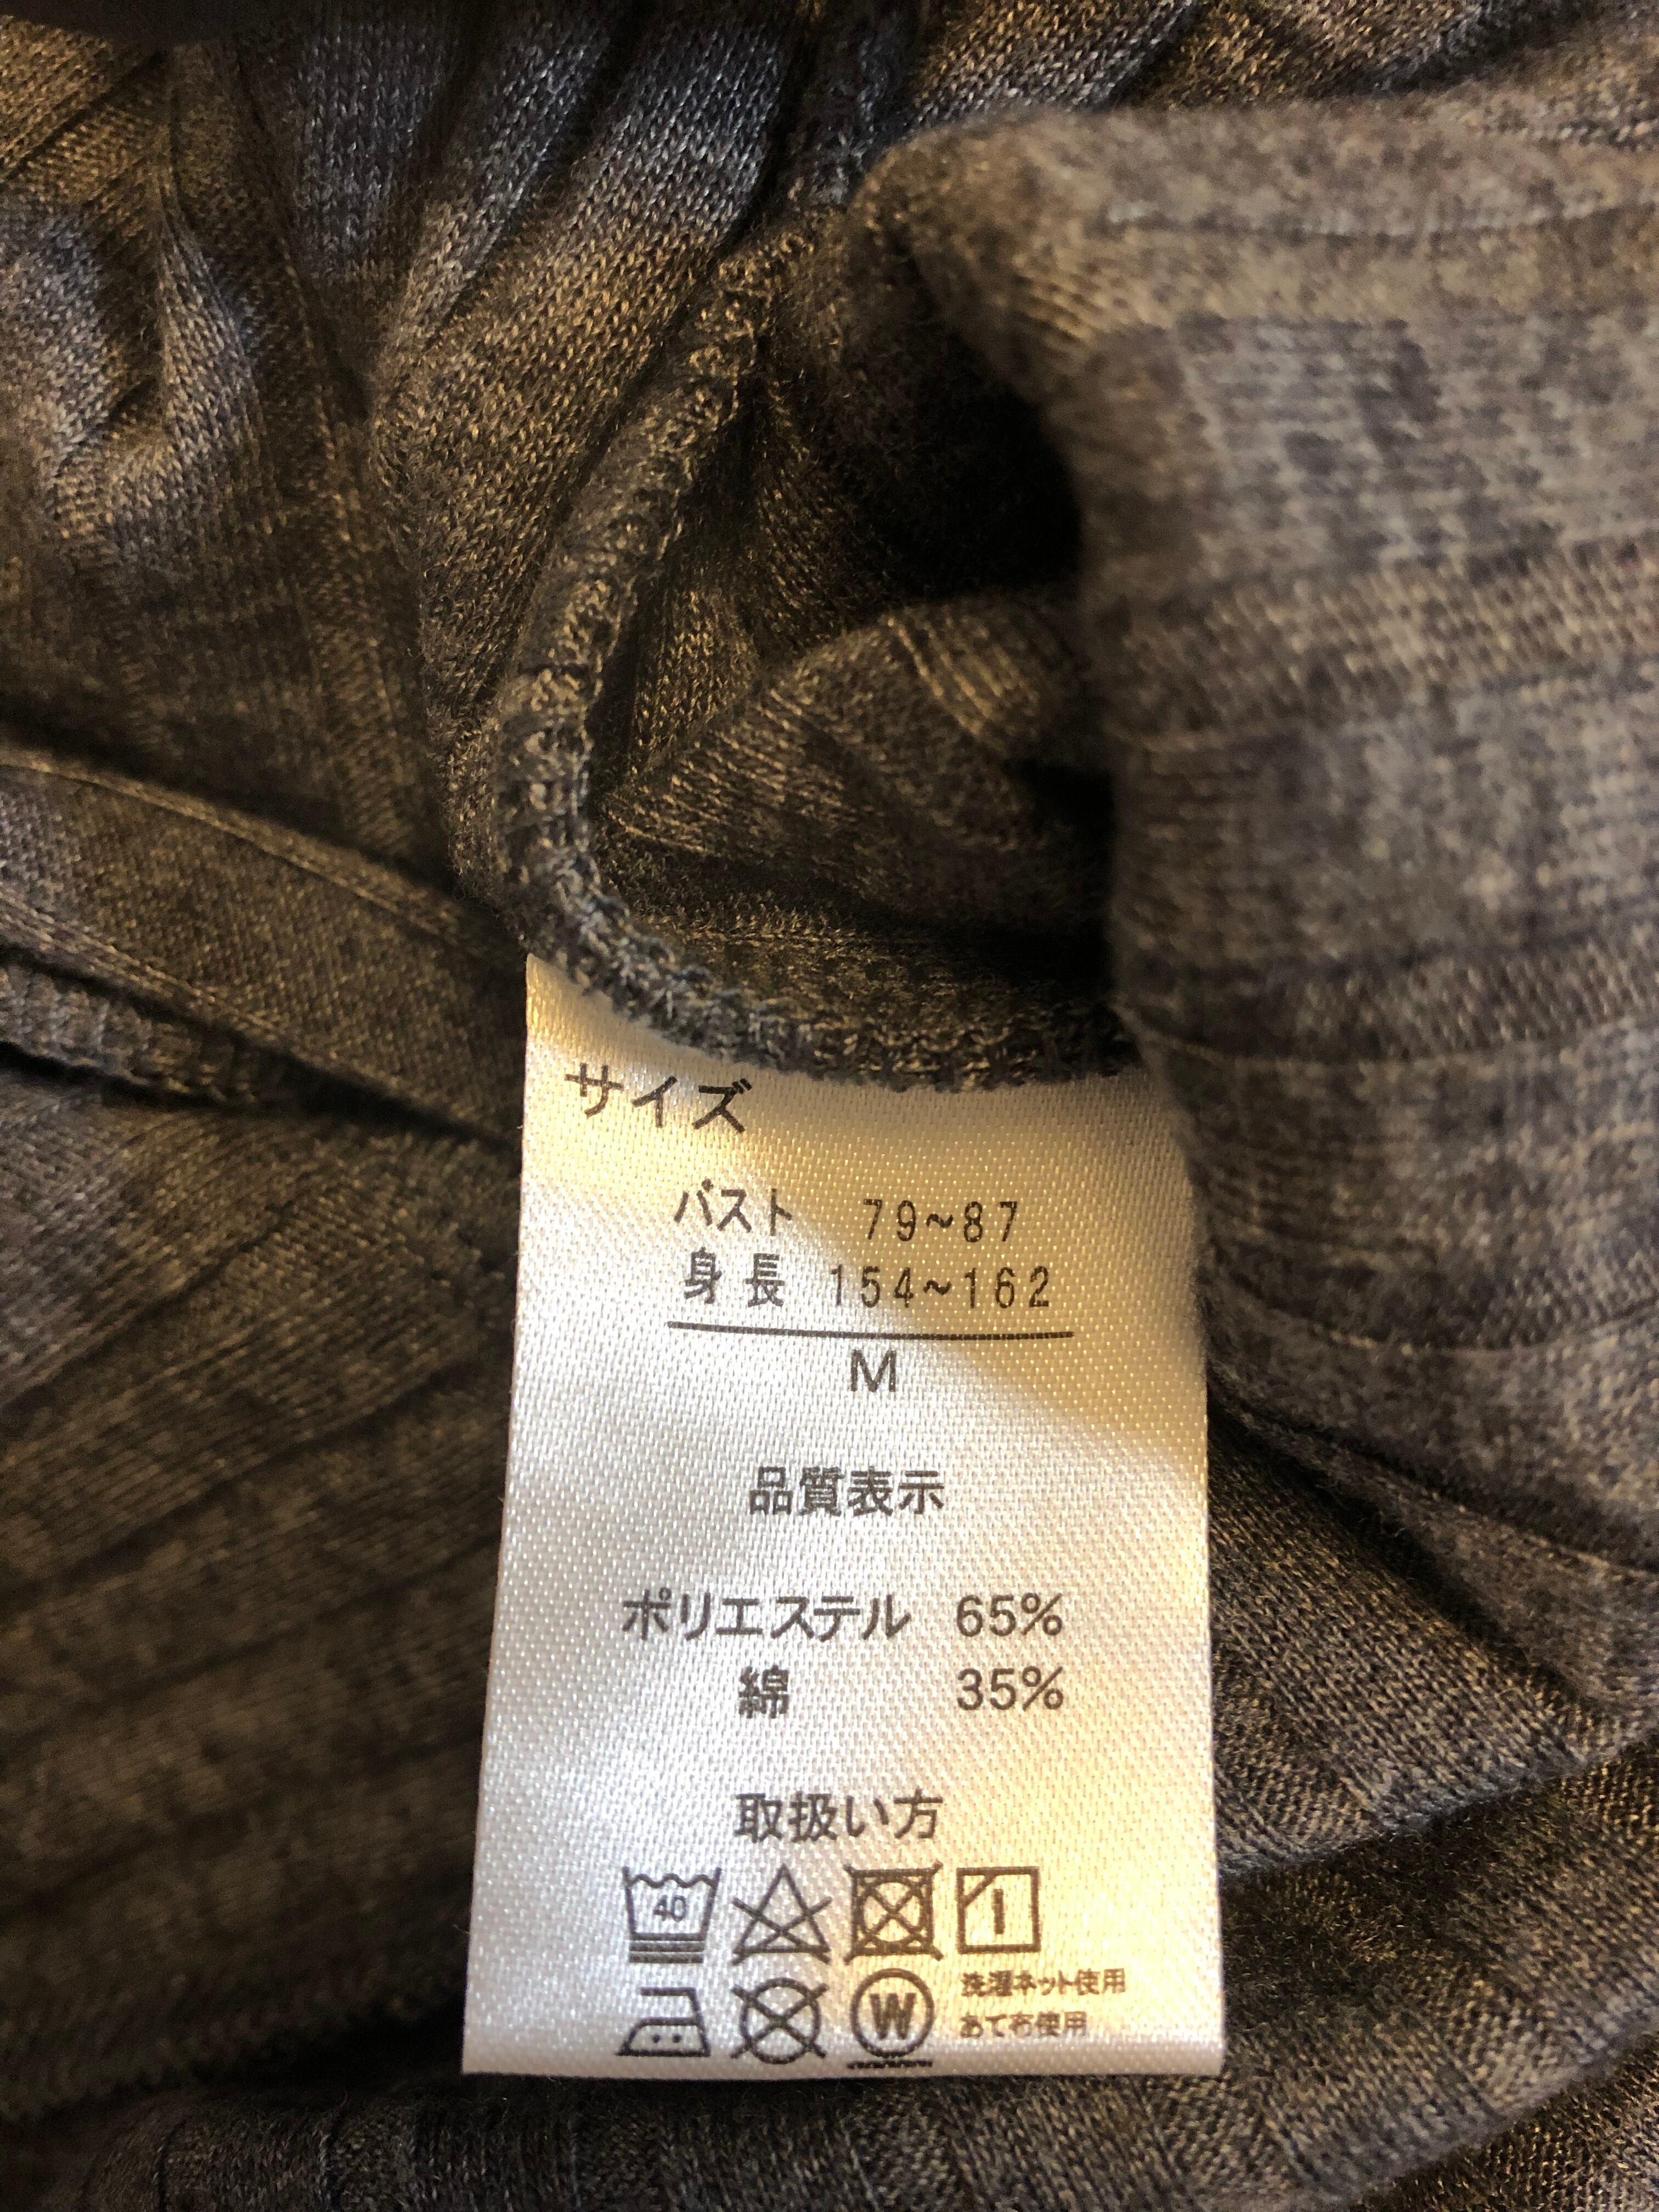 サイズ
バスト 79~87
身長 154~162
M
品質表示
ポリエステル 65%
綿 35%
取扱い方
40
W
洗濯ネット使用
あて布使用